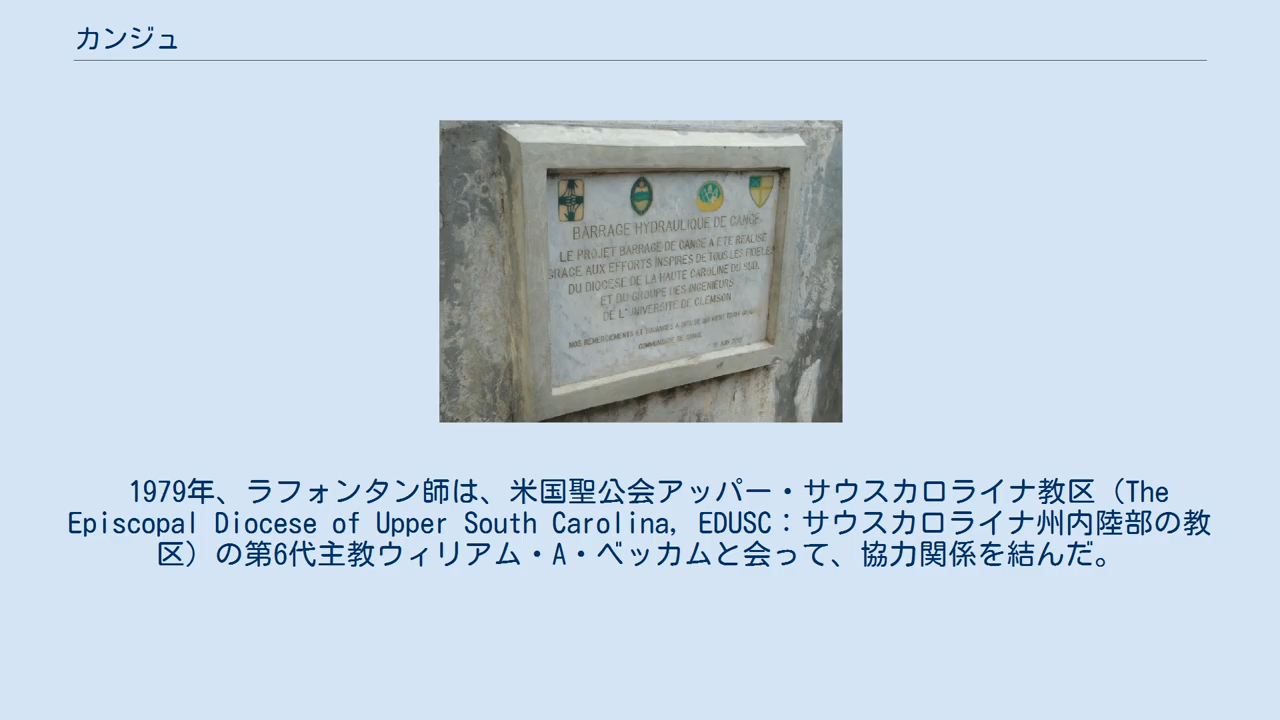 カンジュ
BARRAGE HYDRAULIQUE DE CANGE
LE PROJET BARRAGE DE CANGE A ETE REALISE
GRACE AUX EFFORTS INSPIRES DE TOUS LES FIDELES
DU DIOCESE DE LA HAUTE CAROLINE DU SUD.
ET DU GROUPE DES INGENIEURS
DE L'UNIVERSITE DE CLEMSON
NOS REMERCIEMENTS ET
COMMUNAUTE DE CANGE
1979年、ラフォンタン師は、米国聖公会アッパー・サウスカロライナ教区（The
Episcopal Diocese of Upper South Carolina, EDUSC：サウスカロライナ州内陸部の教
区）の第6代主教ウィリアム・A・ベッカムと会って、協力関係を結んだ。